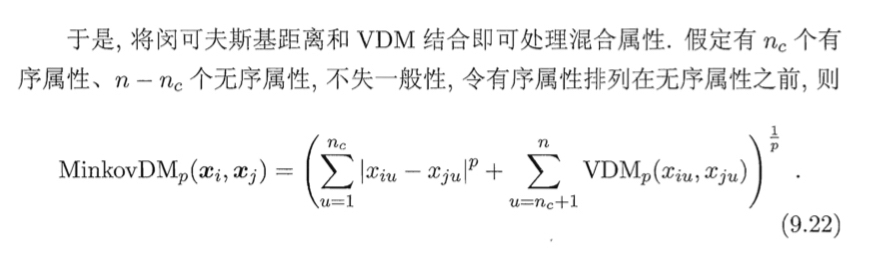 于是, 将闵可夫斯基距离和 VDM 结合即可处理混合属性. 假定有 $n_c$ 个有
序属性、$n - n_c$ 个无序属性, 不失一般性, 令有序属性排列在无序属性之前, 则
$\mathrm{MinkovDM}_p(\boldsymbol{x}_i, \boldsymbol{x}_j) = \left( \sum_{u=1}^{n_c} |x_{iu} - x_{ju}|^p + \sum_{u=n_c+1}^{n} \mathrm{VDM}_p(x_{iu}, x_{ju}) \right)^{\frac{1}{p}} .$
(9.22)